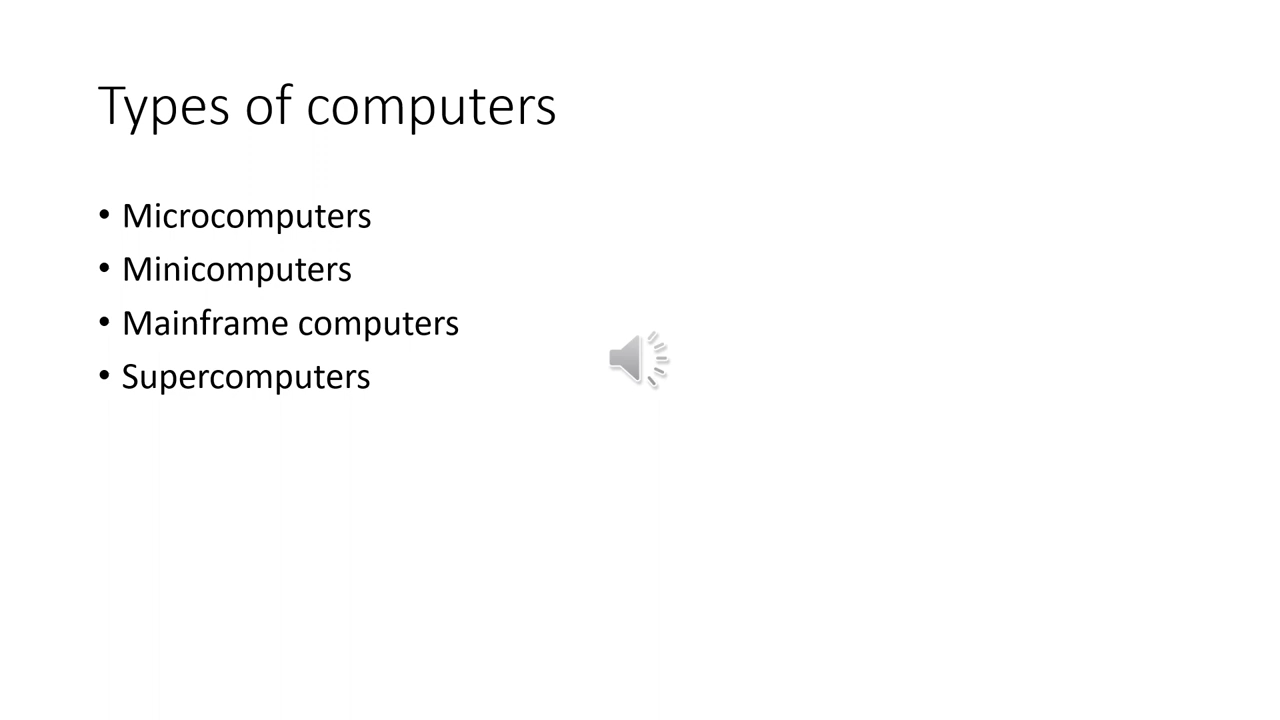 Types of computers
• Microcomputers
• Minicomputers
• Mainframe computers
• Supercomputers